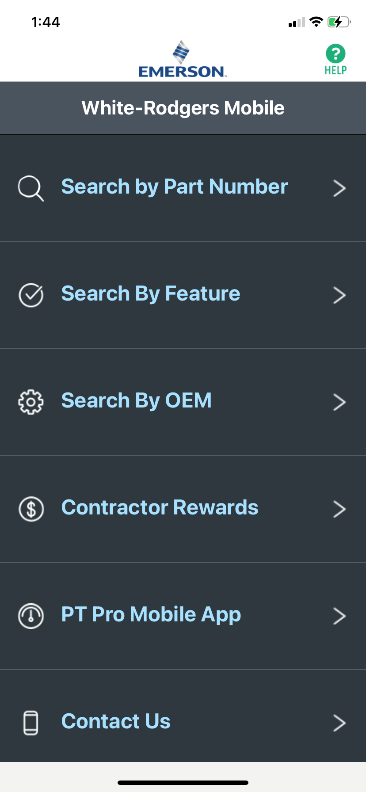 1:44
EMERSON
HELP
White-Rodgers Mobile
Search by Part Number
Search By Feature
Search By OEM
Contractor Rewards
PT Pro Mobile App
Contact Us